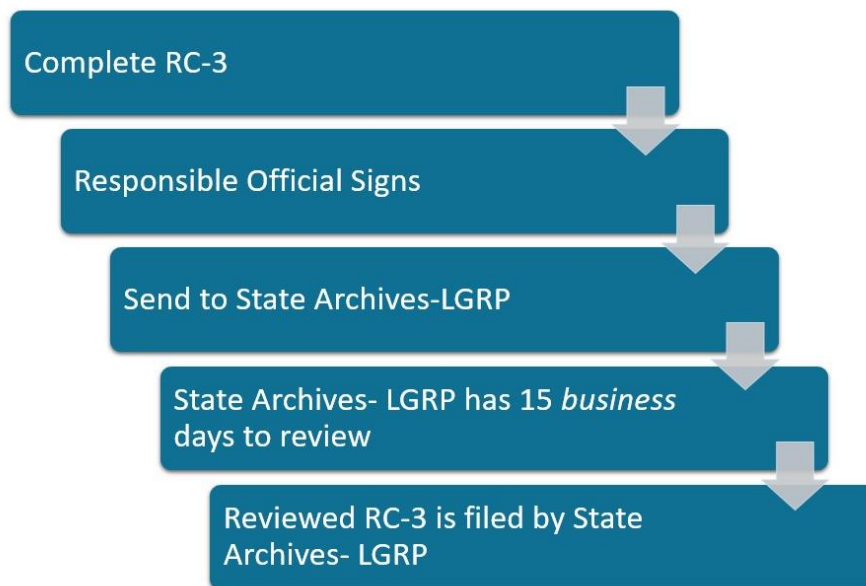 Complete RC-3
Responsible Official Signs
Send to State Archives-LGRP
State Archives- LGRP has 15 business
days to review
Reviewed RC-3 is filed by State
Archives- LGRP